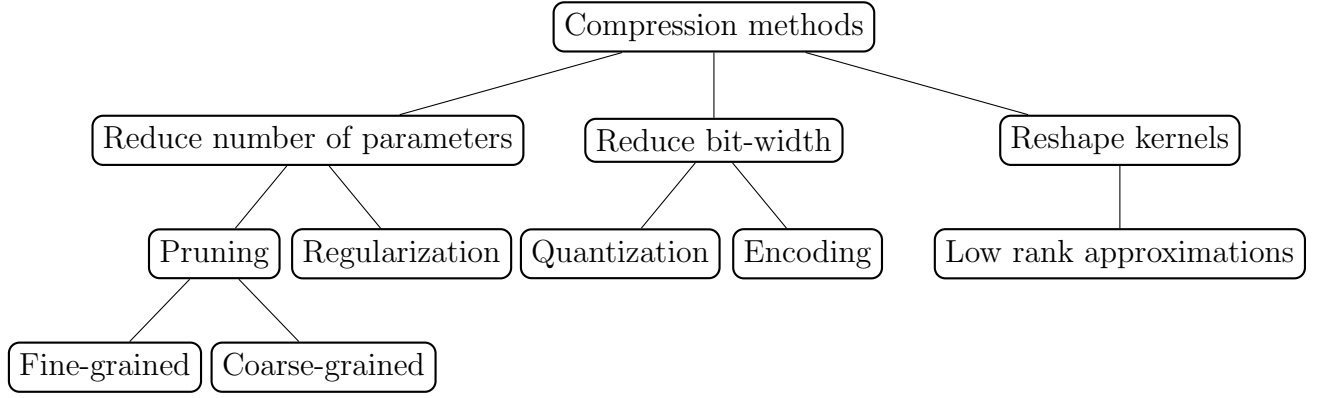 Compression methods
Reduce number of parameters
Reduce bit-width
Reshape kernels
Pruning
Regularization
Quantization
Encoding
Low rank approximations
Fine-grained
Coarse-grained